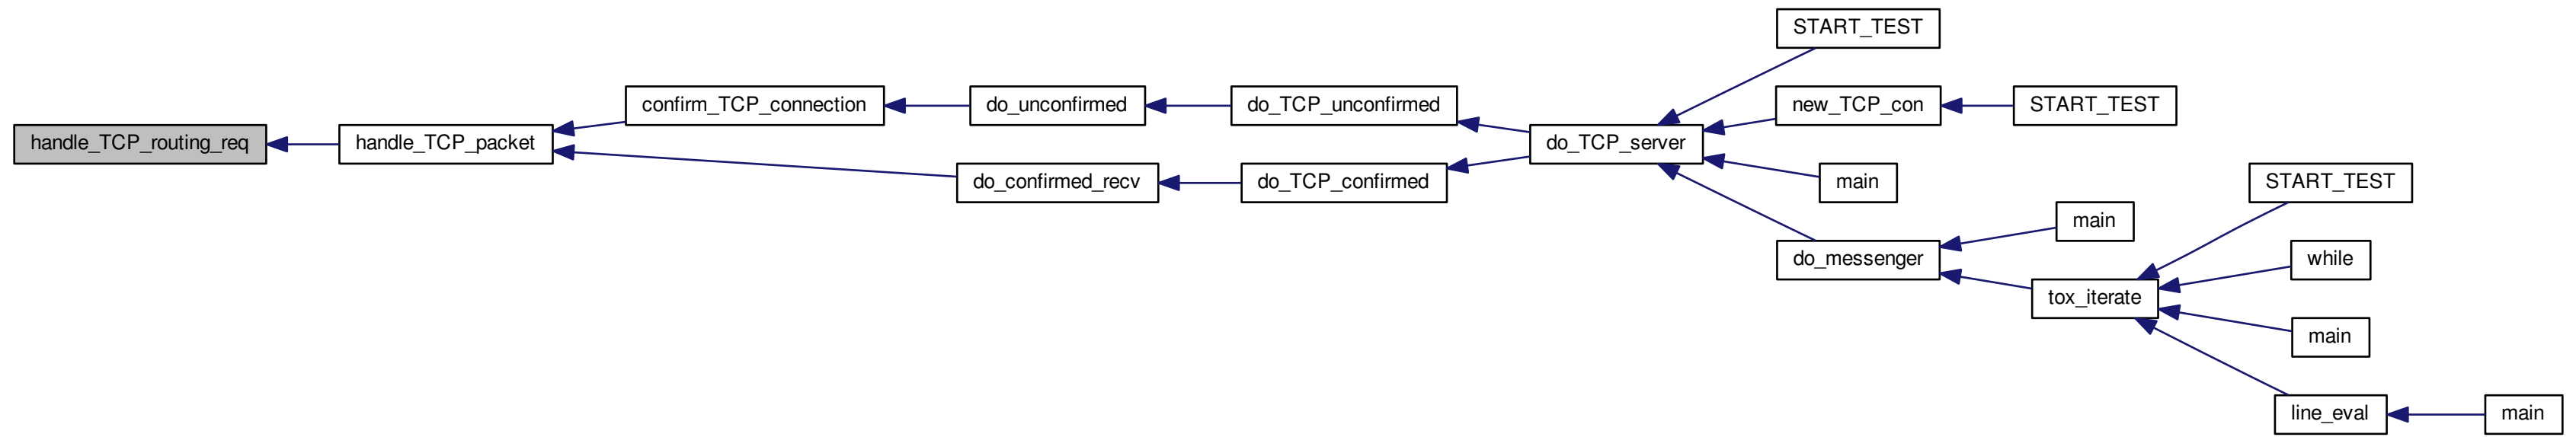 START_TEST
confirm_TCP_connection
do_unconfirmed
do_TCP_unconfirmed
new_TCP_con
START_TEST
handle_TCP_routing_req
handle_TCP_packet
do_TCP_server
do_confirmed_recv
do_TCP_confirmed
main
START_TEST
main
do_messenger
while
tox_iterate
main
line_eval
main